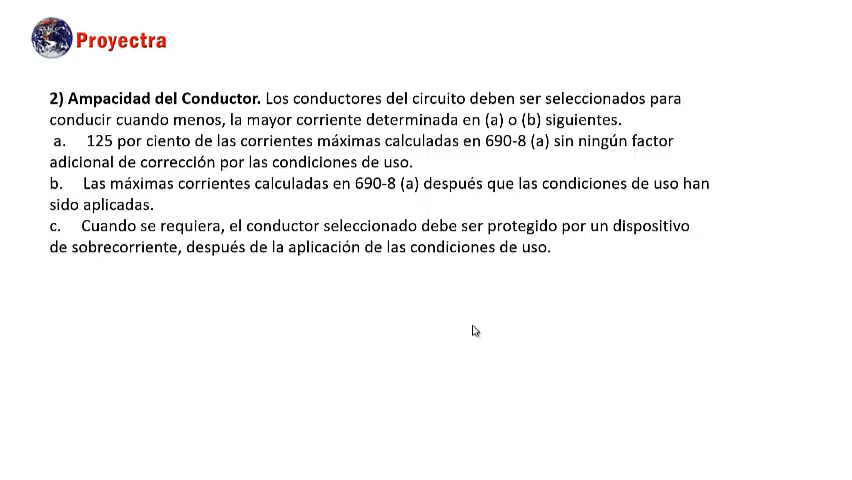 Proyectra
2) Ampacidad del Conductor. Los conductores del circuito deben ser seleccionados para
conducir cuando menos, la mayor corriente determinada en (a) o (b) siguientes.
a. 125 por ciento de las corrientes máximas calculadas en 690-8 (a) sin ningún factor
adicional de corrección por las condiciones de uso.
b. Las máximas corrientes calculadas en 690-8 (a) después que las condiciones de uso han
sido aplicadas.
c. Cuando se requiera, el conductor seleccionado debe ser protegido por un dispositivo
de sobrecorriente, después de la aplicación de las condiciones de uso.